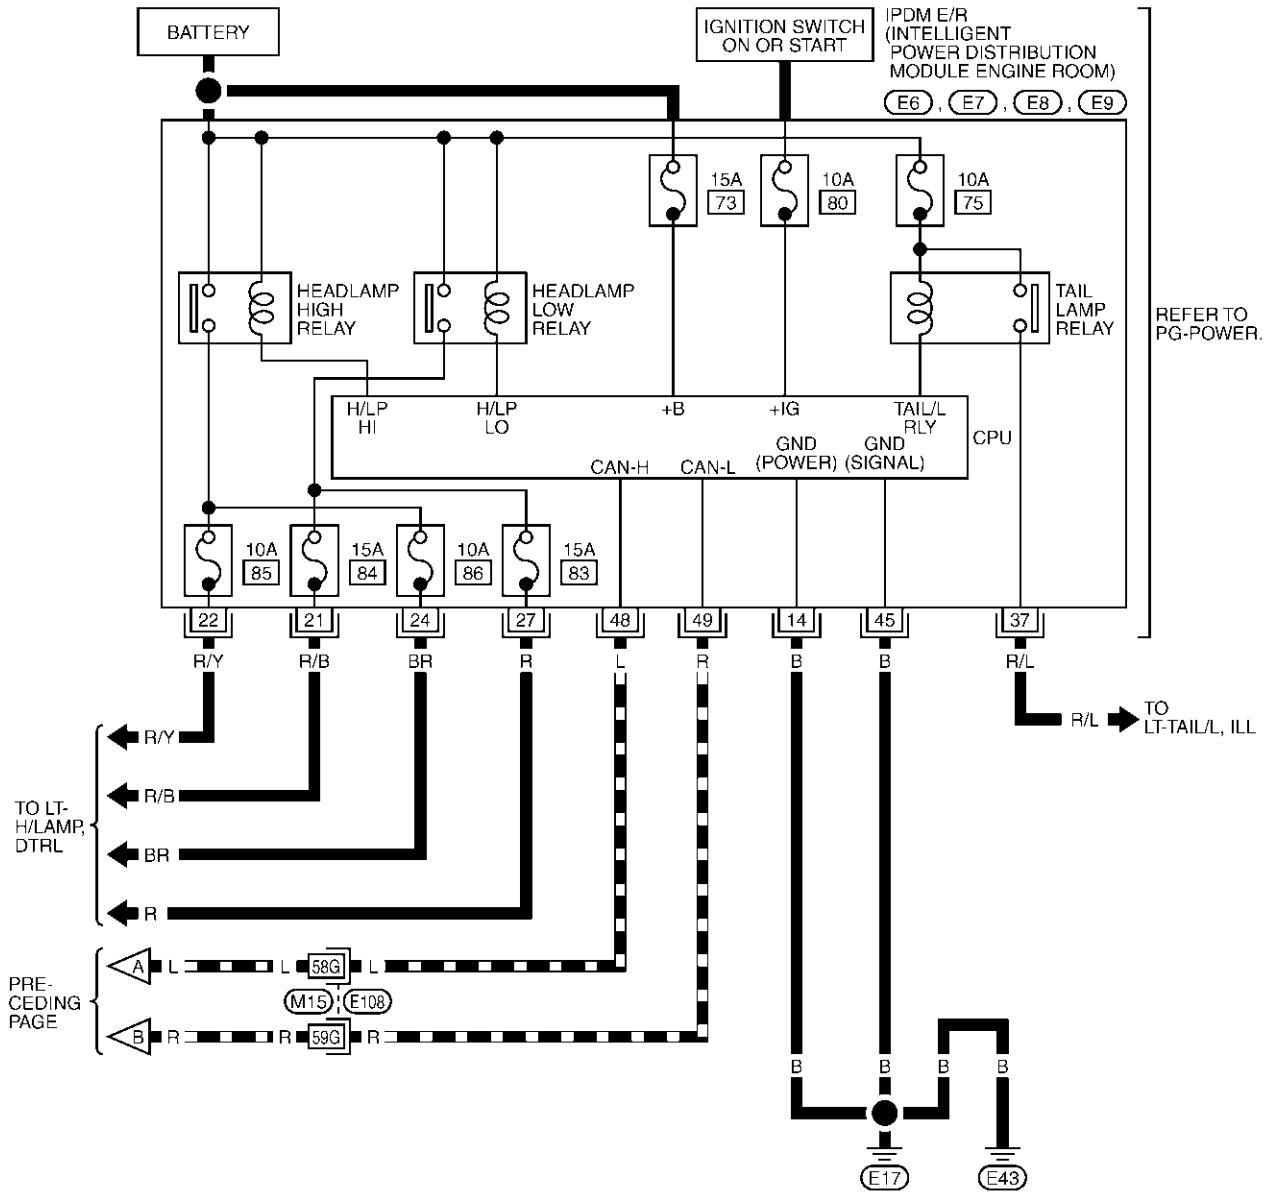 BATTERY
IGNITION SWITCH
ON OR START
IPDM E/R
(INTELLIGENT
POWER DISTRIBUTION
MODULE ENGINE ROOM)
E6 , E7 , E8 , E9
15A
73
10A
80
10A
75
HEADLAMP
HIGH
RELAY
HEADLAMP
LOW
RELAY
TAIL
LAMP
RELAY
REFER TO
PG-POWER.
H/LP
HI
H/LP
LO
+B
+IG
TAIL/L
RLY
CPU
CAN-H
CAN-L
GND
(POWER)
GND
(SIGNAL)
10A
85
15A
84
10A
86
15A
83
22 21 24 27 48 49 14 45 37
R/Y R/B BR R L R B B R/L
R/L
TO
LT-TAIL/L, ILL
TO LT-
H/LAMP,
DTRL
R/Y
R/B
BR
R
PRE-
CEDING
PAGE
A L L 58G L
M15 E108
B R R 59G R
B B B B
E17 E43